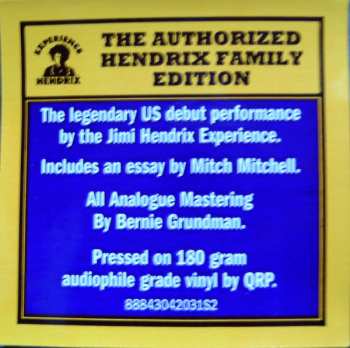 EXPERIENCE
HENDRIX
THE AUTHORIZED
HENDRIX FAMILY
EDITION
The legendary US debut performance
by the Jimi Hendrix Experience.
Includes an essay by Mitch Mitchell.
All Analogue Mastering
By Bernie Grundman.
Pressed on 180 gram
audiophile grade vinyl by QRP.
88843042031S2